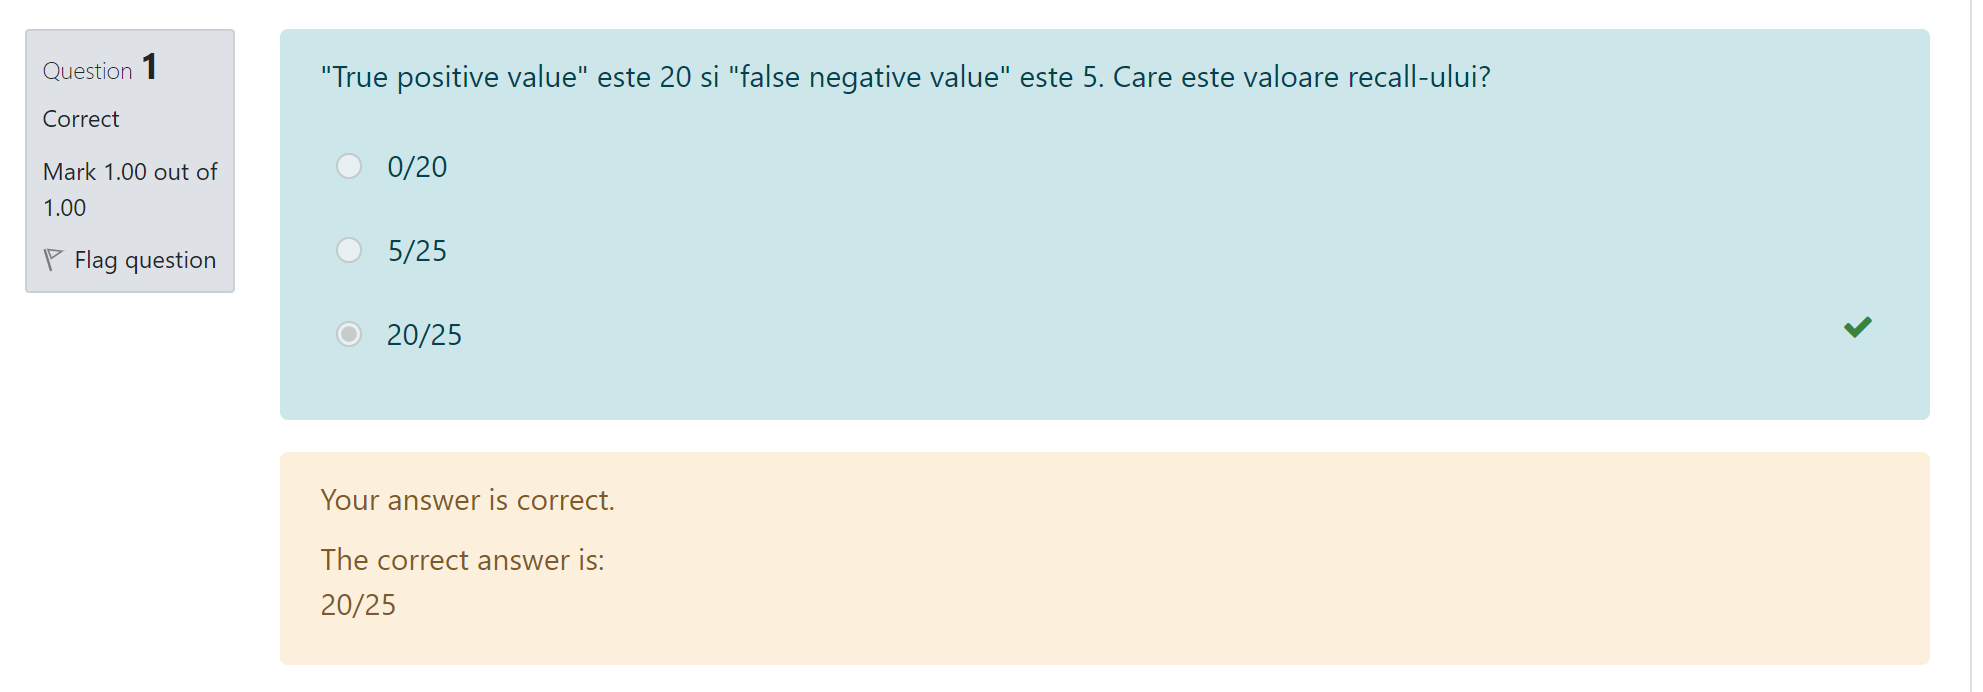 Question 1
Correct
Mark 1.00 out of
1.00
Flag question
"True positive value" este 20 si "false negative value" este 5. Care este valoare recall-ului?
0/20
5/25
20/25
Your answer is correct.
The correct answer is:
20/25